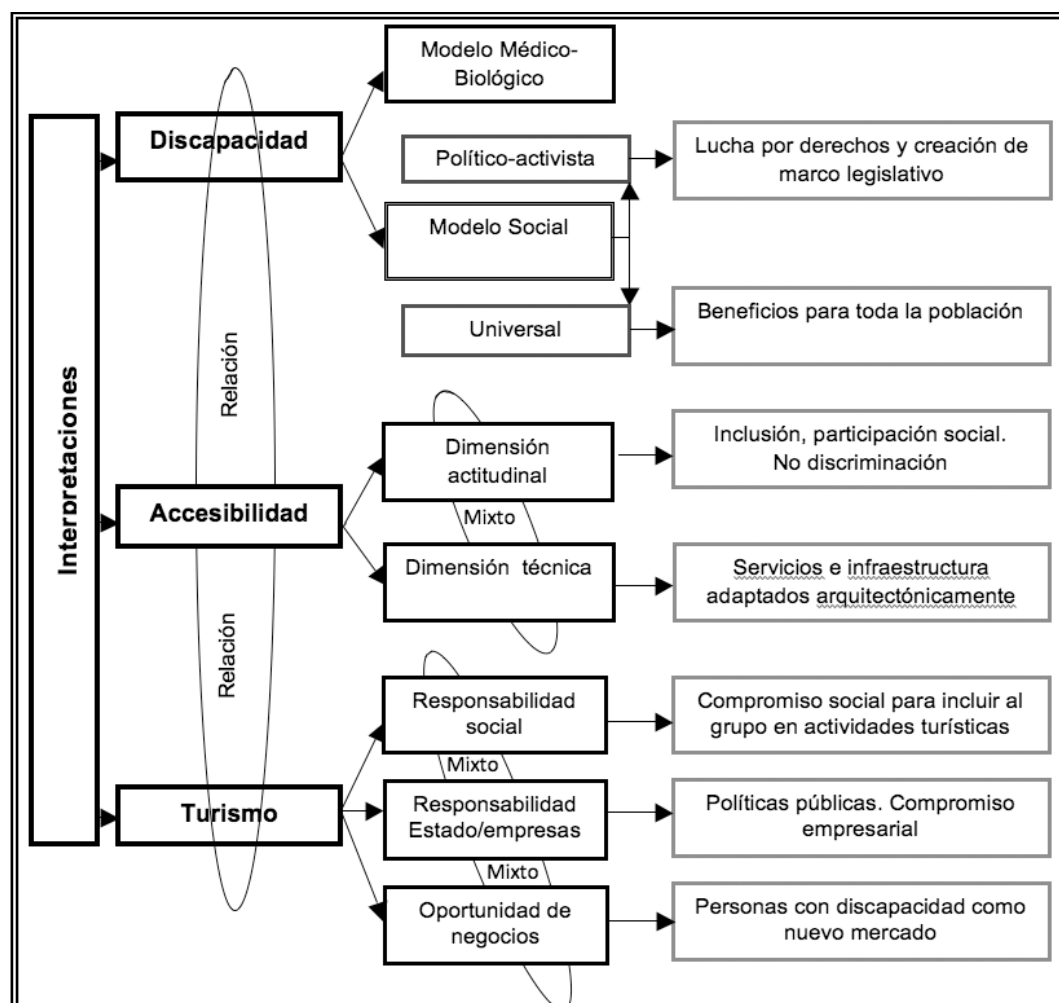 Modelo Médico-
Biológico
Discapacidad
Político-activista
Lucha por derechos y creación de
marco legislativo
Modelo Social
Universal
Beneficios para toda la población
Relación
Interpretaciones
Dimensión
actitudinal
Inclusión, participación social.
No discriminación
Mixto
Accesibilidad
Dimensión técnica
Servicios e infraestructura
adaptados arquitectónicamente
Relación
Responsabilidad
social
Compromiso social para incluir al
grupo en actividades turísticas
Mixto
Turismo
Responsabilidad
Estado/empresas
Políticas públicas. Compromiso
empresarial
Mixto
Oportunidad de
negocios
Personas con discapacidad como
nuevo mercado